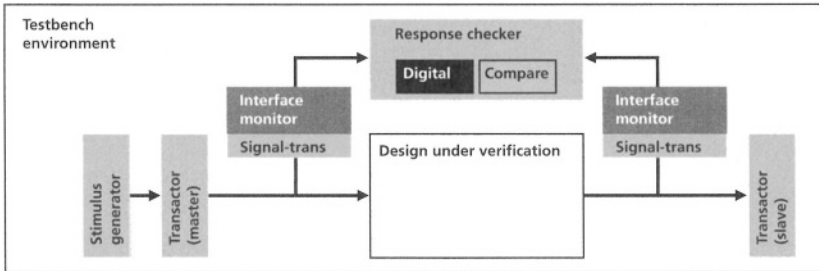 Testbench
environment
Response checker
Digital
Compare
Interface
monitor
Signal-trans
Interface
monitor
Signal-trans
Design under verification
Stimulus
generator
Transactor
(master)
Transactor
(slave)